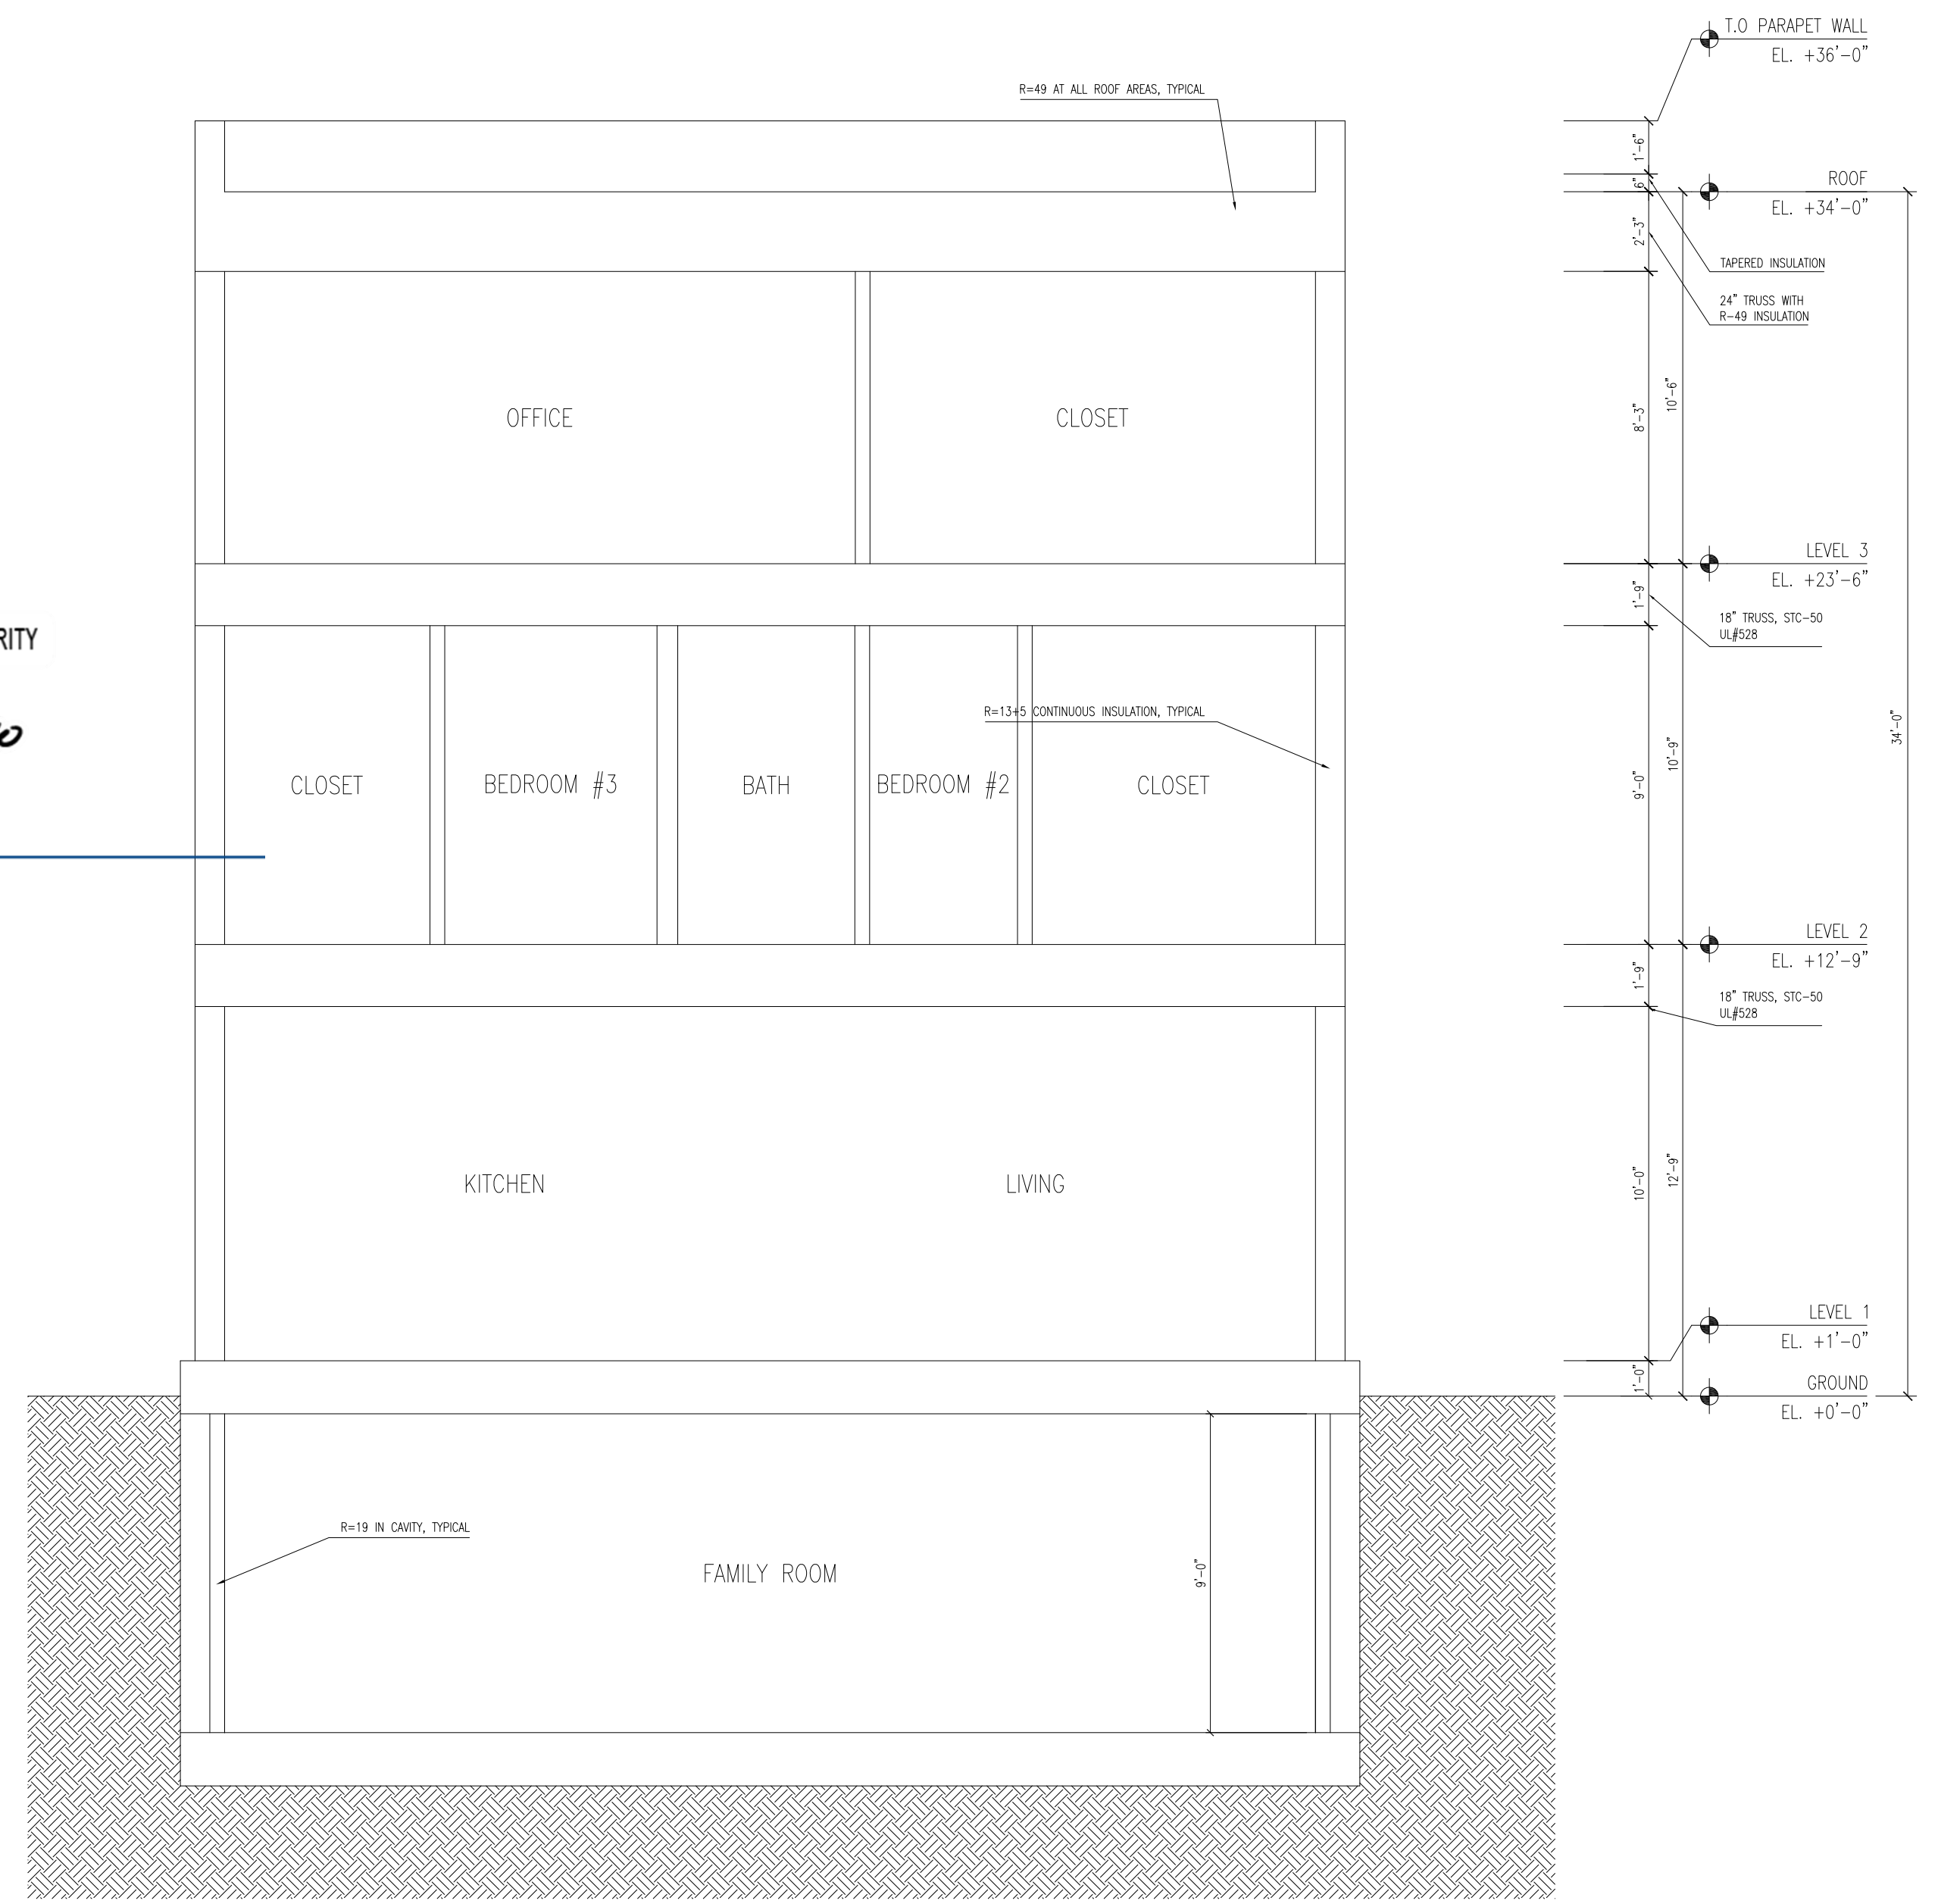 T.O PARAPET WALL
EL. +36'-0"
R=49 AT ALL ROOF AREAS, TYPICAL
1'-6"
6"
ROOF
EL. +34'-0"
2'-3"
TAPERED INSULATION
24" TRUSS WITH
R-49 INSULATION
OFFICE
CLOSET
8'-3"
10'-6"
LEVEL 3
EL. +23'-6"
1'-9"
18" TRUSS, STC-50
UL#528
RITY
R=13+5 CONTINUOUS INSULATION, TYPICAL
34'-0"
CLOSET
BEDROOM #3
BATH
BEDROOM #2
CLOSET
9'-0"
10'-9"
LEVEL 2
EL. +12'-9"
1'-9"
18" TRUSS, STC-50
UL#528
KITCHEN
LIVING
10'-0"
12'-9"
LEVEL 1
EL. +1'-0"
1'-0"
GROUND
EL. +0'-0"
R=19 IN CAVITY, TYPICAL
FAMILY ROOM
9'-0"